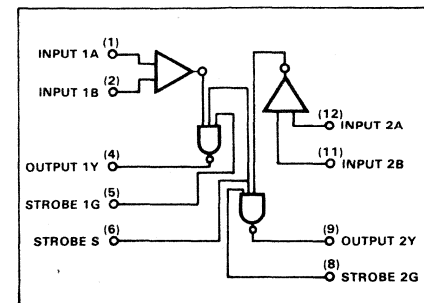 INPUT 1A (1)
INPUT 1B (2)
(12) INPUT 2A
(11) INPUT 2B
OUTPUT 1Y (4)
STROBE 1G (5)
STROBE S (6)
(9) OUTPUT 2Y
(8) STROBE 2G